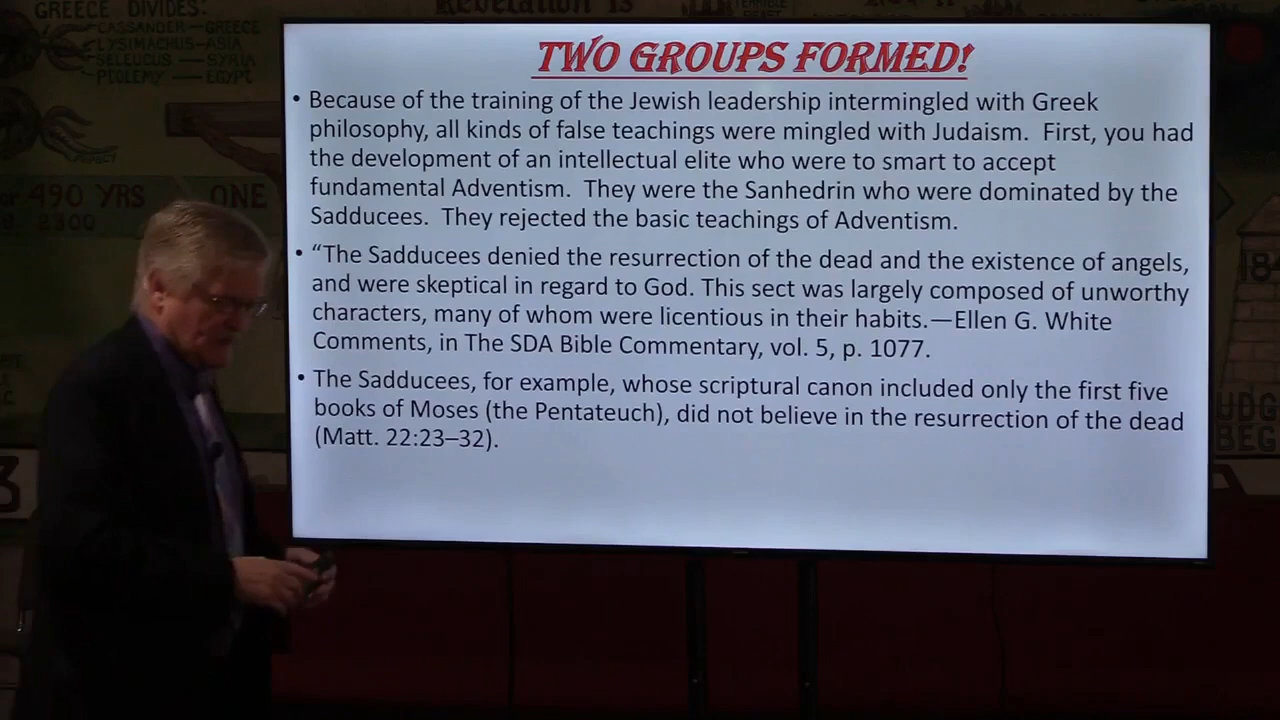 GREECE DIVIDES:
CASSANDER—GREECE
LYSIMACHUS—ASIA
SELEUCUS — SYRIA
PTOLEMY — EGYPT
Revelation is
490 YRS
ONE
2300
3
184
TWO GROUPS FORMED!
• Because of the training of the Jewish leadership intermingled with Greek
philosophy, all kinds of false teachings were mingled with Judaism. First, you had
the development of an intellectual elite who were to smart to accept
fundamental Adventism. They were the Sanhedrin who were dominated by the
Sadducees. They rejected the basic teachings of Adventism.
• “The Sadducees denied the resurrection of the dead and the existence of angels,
and were skeptical in regard to God. This sect was largely composed of unworthy
characters, many of whom were licentious in their habits.—Ellen G. White
Comments, in The SDA Bible Commentary, vol. 5, p. 1077.
• The Sadducees, for example, whose scriptural canon included only the first five
books of Moses (the Pentateuch), did not believe in the resurrection of the dead
(Matt. 22:23–32).